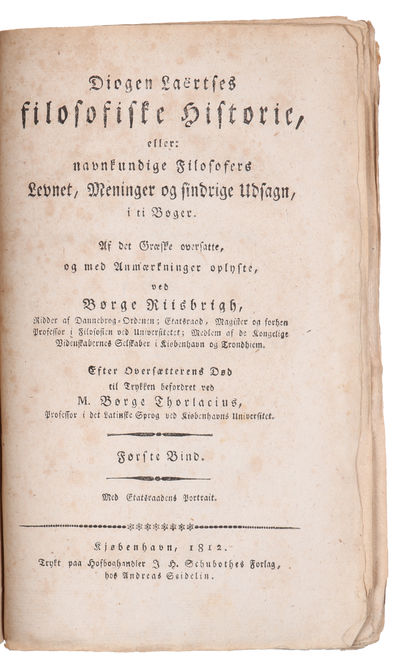 Diogen Laërtses
filosofiske Historie,
eller:
navnkundige Filosofers
Levnet, Meninger og sindrige Udsagn,
i ti Bøger.
Af det Græske oversatte,
og med Anmærkninger oplyste,
ved
Børge Riisbrigh,
Ridder af Dannebrog-Ordenen; Etatsraad, Magister og forhen
Professor i Filosofien ved Universitetet; Medlem af de Kongelige
Videnskabernes Selskaber i Kiøbenhavn og Trondhiem.
Efter Oversætterens Død
til Trykken befordret ved
M. Børge Thorlacius,
Professor i det Latinske Sprog ved Kiøbenhavns Universitet.
Første Bind.
Med Etatsraadens Portrait.
Kjøbenhavn, 1812.
Trykt paa Hofboghandler J. H. Schubothes Forlag,
hos Andreas Seidelin.